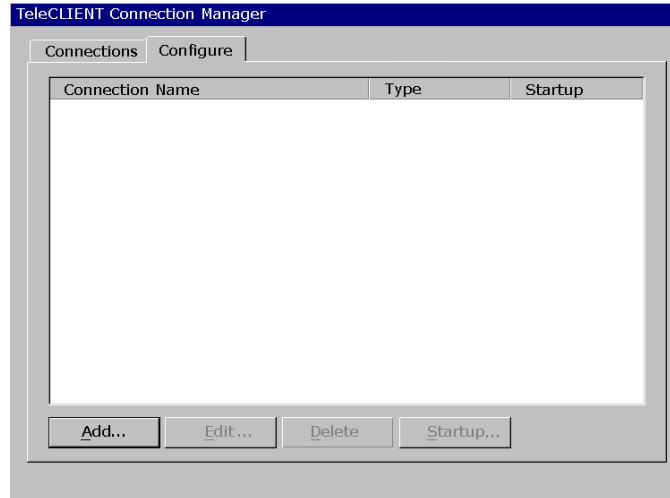 TeleCLIENT Connection Manager
Connections Configure
Connection Name Type Startup
Add... Edit... Delete Startup...